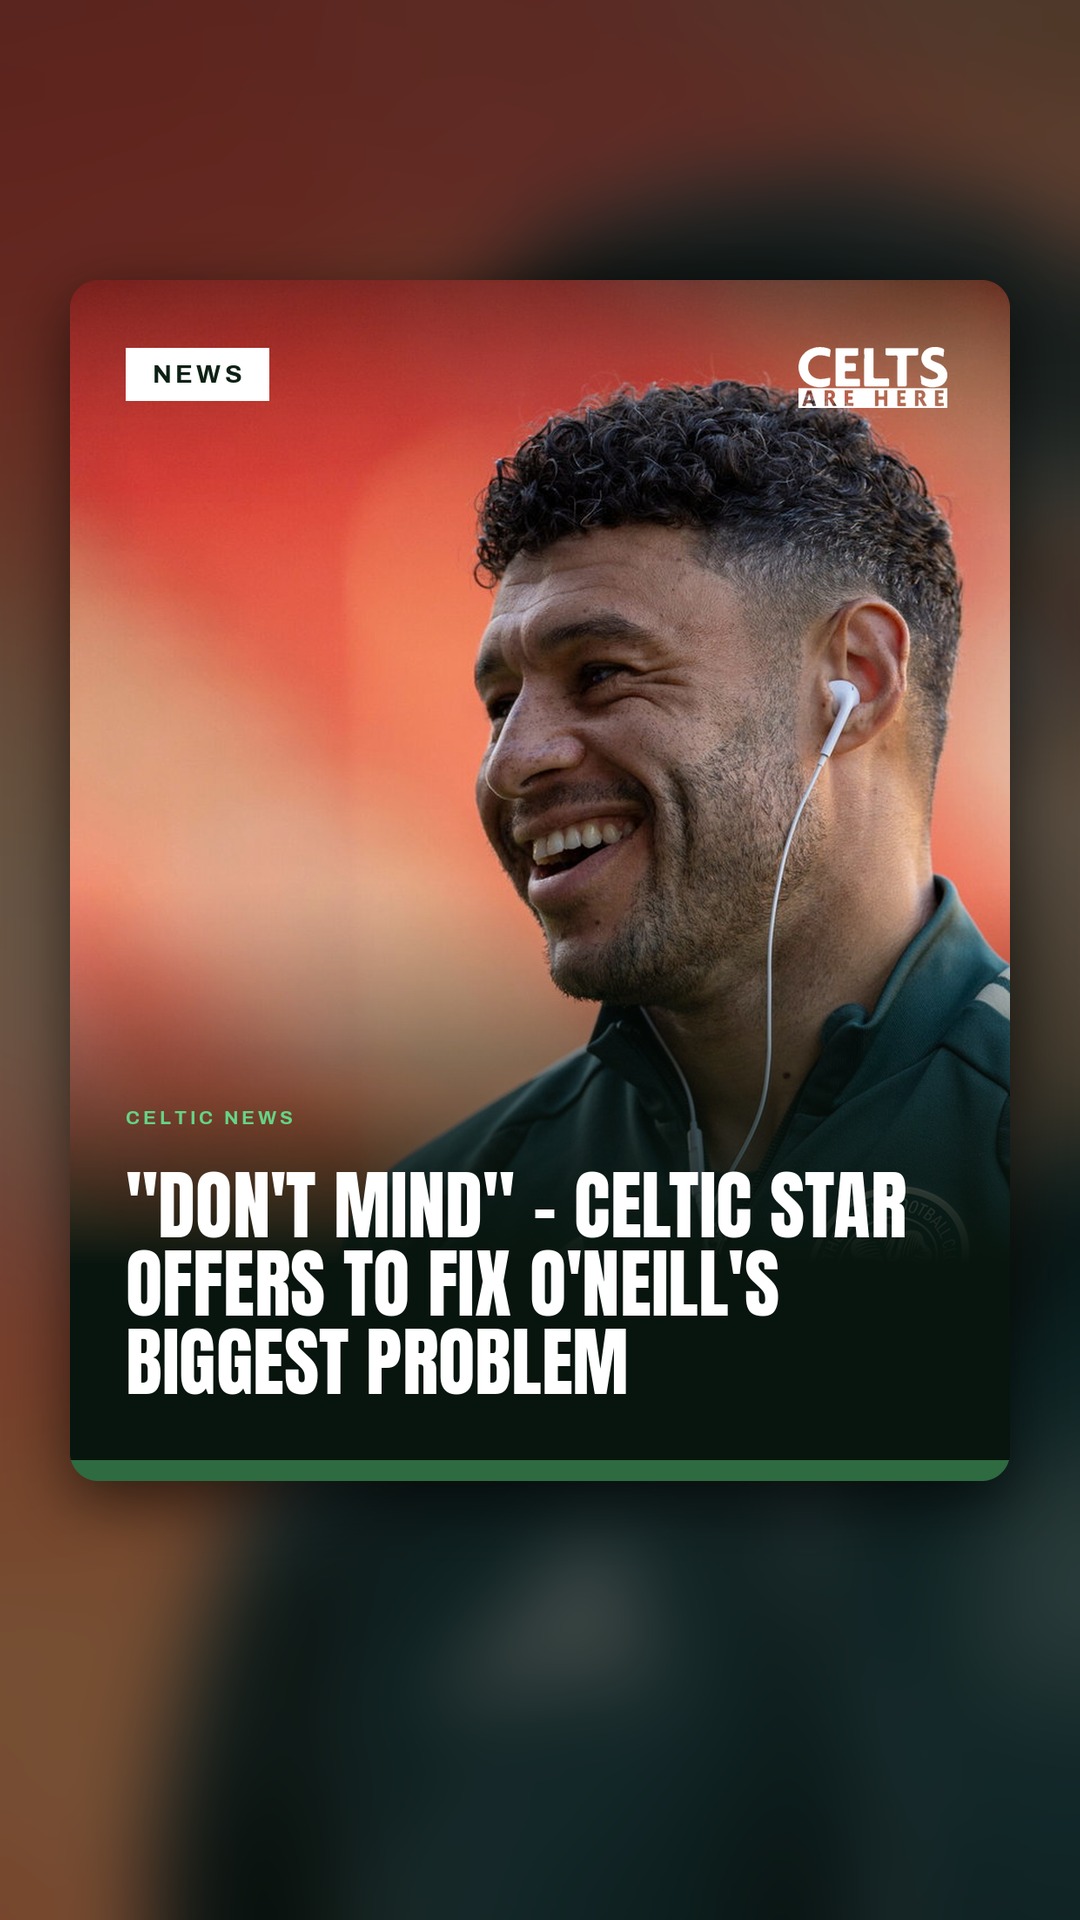 NEWS
CELTS
ARE HERE
CELTIC NEWS
"DON'T MIND" - CELTIC STAR
OFFERS TO FIX O'NEILL'S
BIGGEST PROBLEM